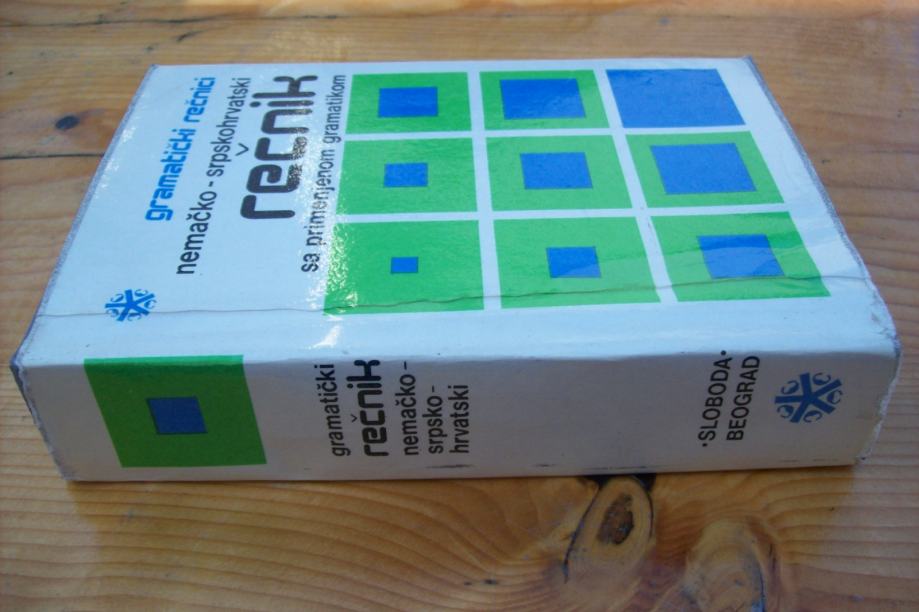 gramatički rečnici
nemačko-srpskohrvatski
rečnik
sa primenjenom gramatikom
gramatički
rečnik
nemačko-
srpsko-
hrvatski
•SLOBODA•
BEOGRAD